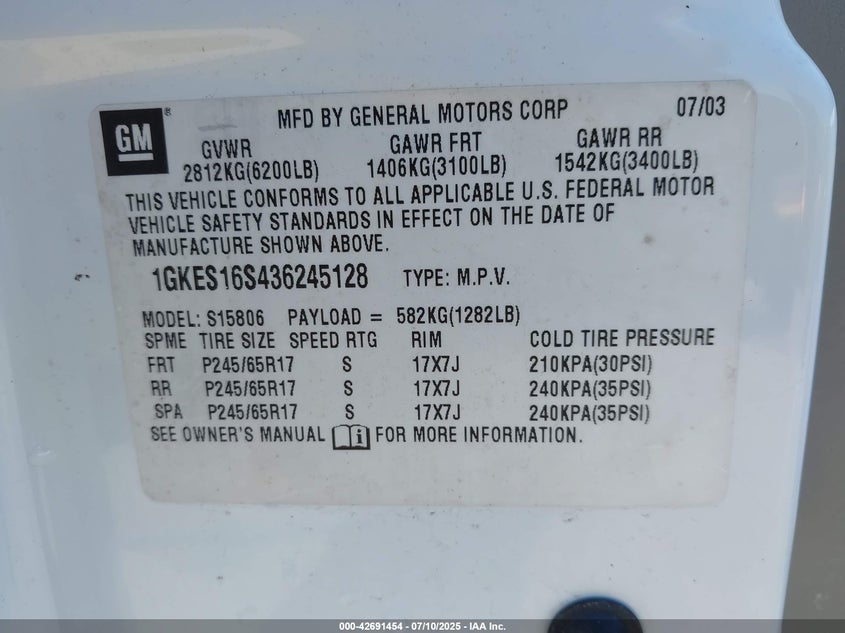 GM® MFD BY GENERAL MOTORS CORP 07/03
GVWR GAWR FRT GAWR RR
2812KG(6200LB) 1406KG(3100LB) 1542KG(3400LB)
THIS VEHICLE CONFORMS TO ALL APPLICABLE U.S. FEDERAL MOTOR
VEHICLE SAFETY STANDARDS IN EFFECT ON THE DATE OF
MANUFACTURE SHOWN ABOVE.
1GKES16S436245128 TYPE: M.P.V.
MODEL: S15806 PAYLOAD = 582KG(1282LB)
SPME TIRE SIZE SPEED RTG RIM COLD TIRE PRESSURE
FRT P245/65R17 S 17X7J 210KPA(30PSI)
RR P245/65R17 S 17X7J 240KPA(35PSI)
SPA P245/65R17 S 17X7J 240KPA(35PSI)
SEE OWNER'S MANUAL i FOR MORE INFORMATION.
000-42691454 - 07/10/2025 - IAA Inc.